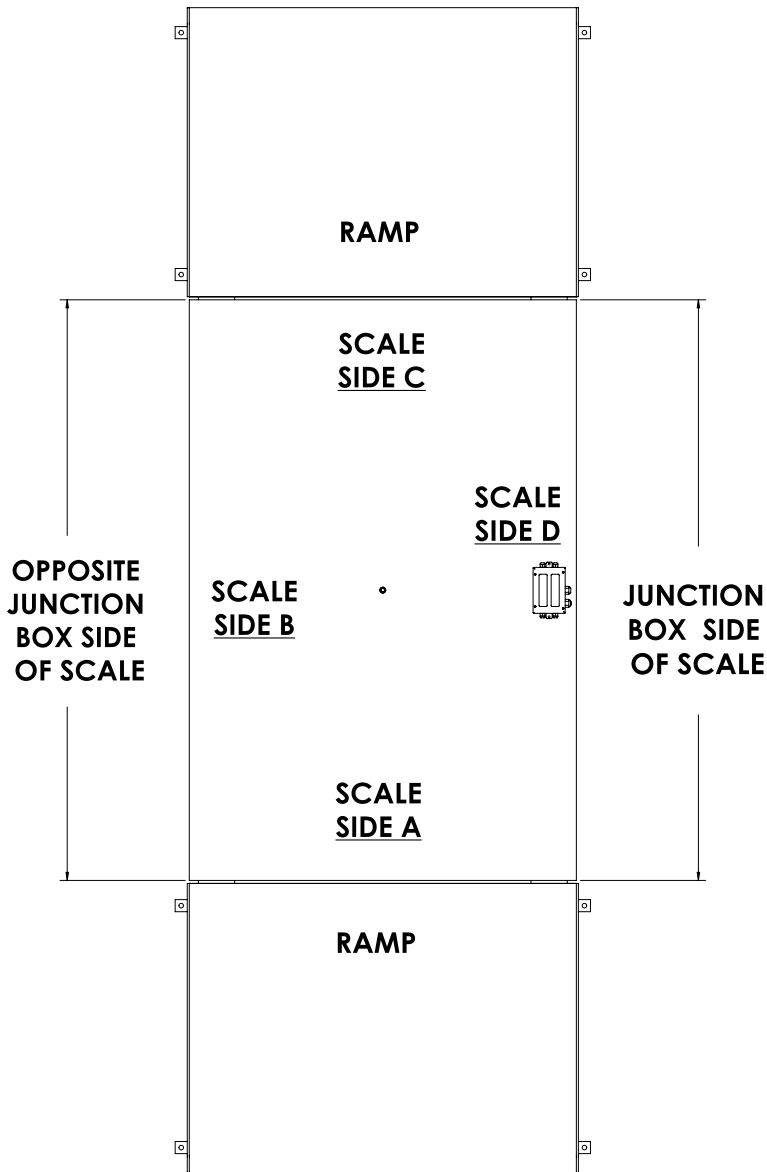 RAMP
SCALE
SIDE C
SCALE
SIDE D
OPPOSITE
JUNCTION
BOX SIDE
OF SCALE
SCALE
SIDE B
JUNCTION
BOX SIDE
OF SCALE
SCALE
SIDE A
RAMP